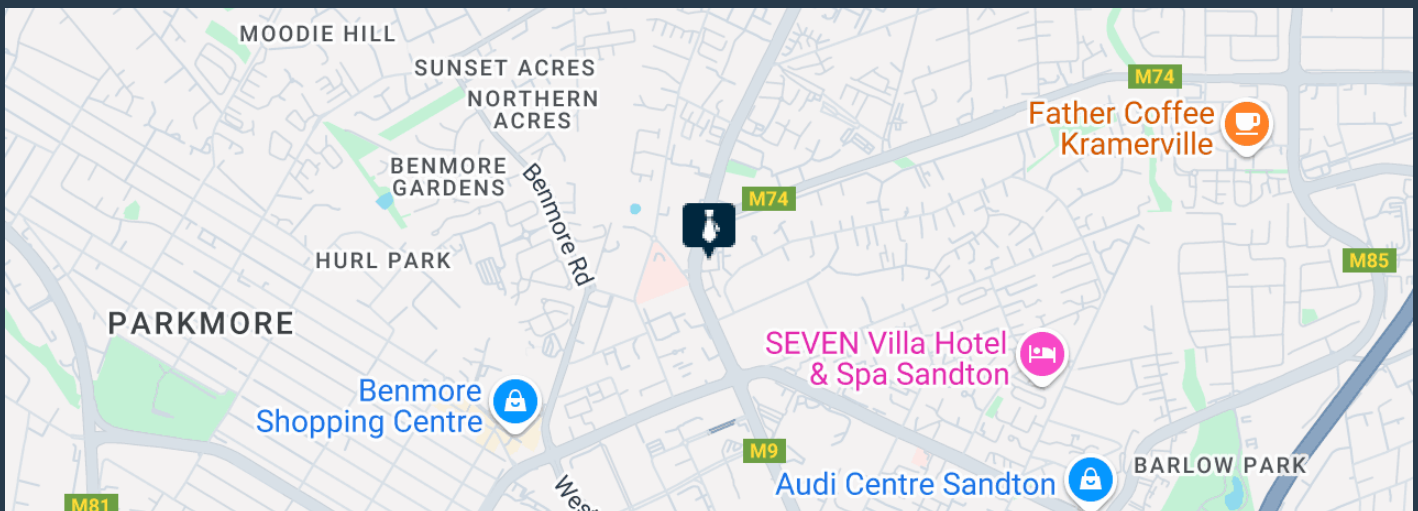 MOODIE HILL
SUNSET ACRES
NORTHERN
ACRES
M74
Father Coffee
Kramerville
BENMORE
GARDENS
Benmore Rd
M74
HURL PARK
M85
PARKMORE
SEVEN Villa Hotel
& Spa Sandton
Benmore
Shopping Centre
M9
BARLOW PARK
Audi Centre Sandton
West
M81